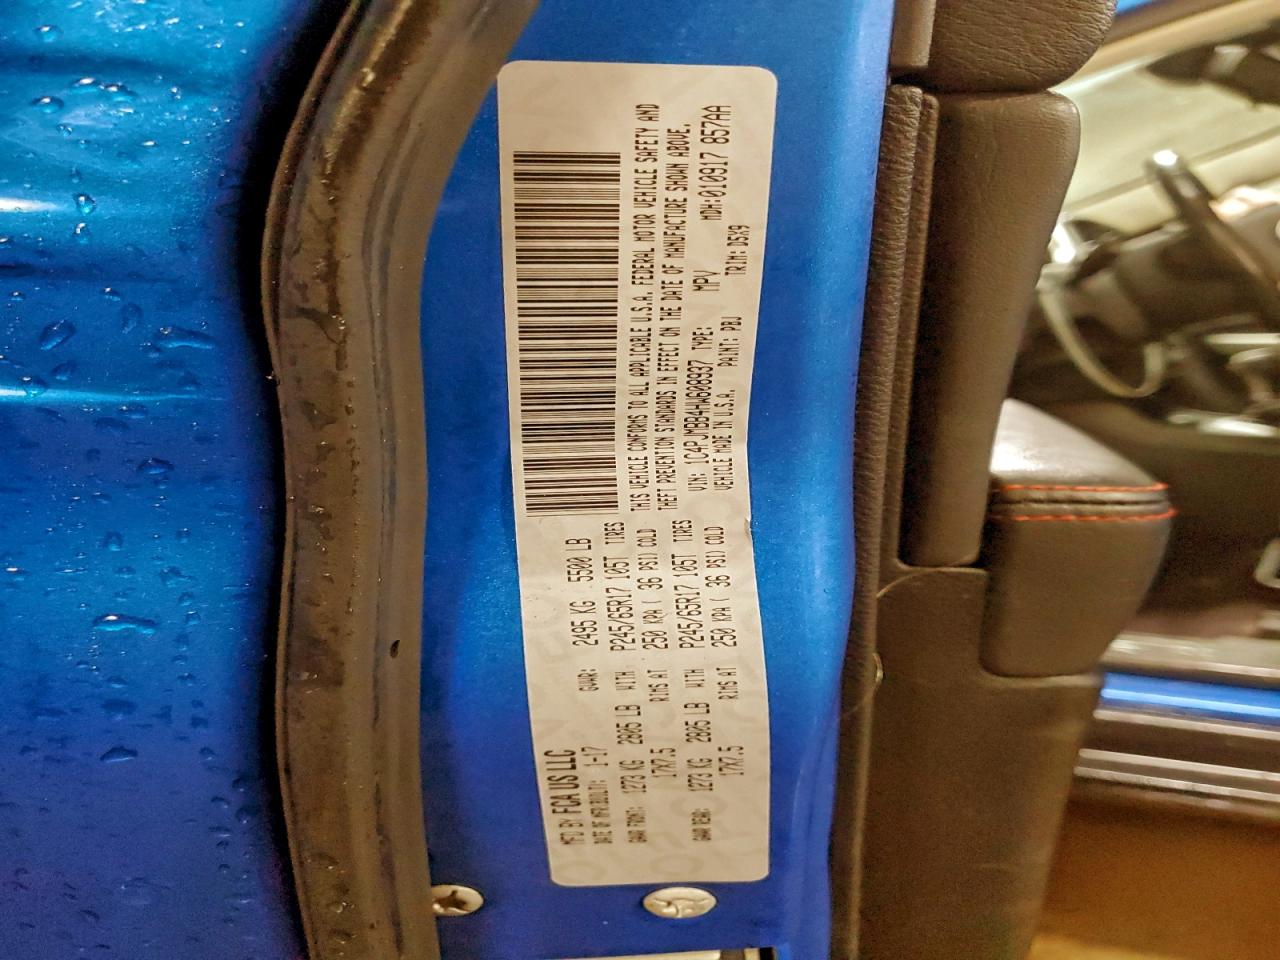 MFD BY FCA US LLC
DATE OF MFR.(BUILT): 1-17 GVWR: 2495 KG 5500 LB
GAWR FRONT: 1273 KG 2805 LB WITH P245/65R17 105T TIRES
17X7.5 RIMS AT 250 KPA ( 36 PSI) COLD
GAWR REAR: 1273 KG 2805 LB WITH P245/65R17 105T TIRES
17X7.5 RIMS AT 250 KPA ( 36 PSI) COLD
THIS VEHICLE CONFORMS TO ALL APPLICABLE U.S.A. FEDERAL MOTOR VEHICLE SAFETY AND
THEFT PREVENTION STANDARDS IN EFFECT ON THE DATE OF MANUFACTURE SHOWN ABOVE.
VIN: 1C4PJMBB4HW608937 TYPE: MPV MDH:010917 857AA
VEHICLE MADE IN U.S.A. PAINT: PBJ TRIM: D5X9